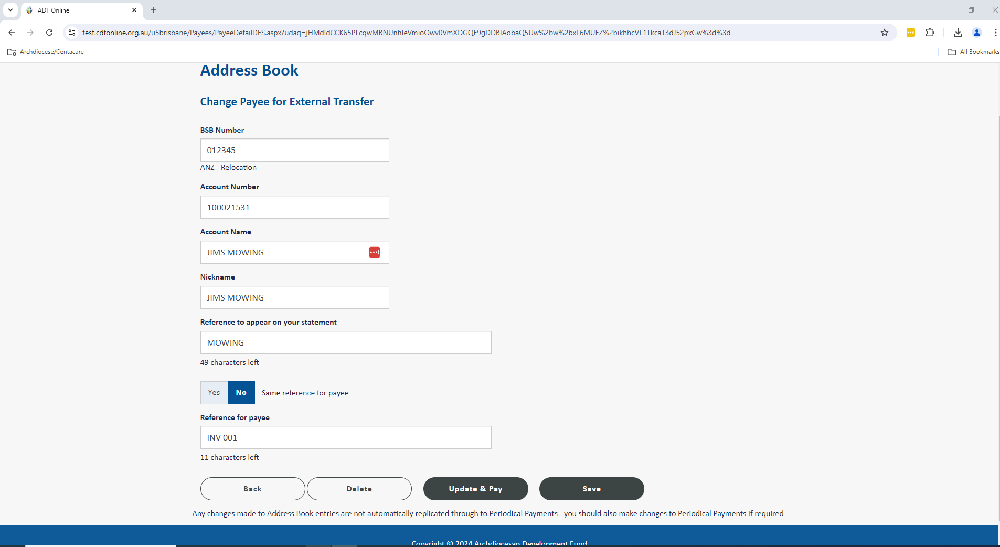 ADF Online
test.cdfonline.org.au/u5brisbane/Payees/PayeeDetailDES.aspx?udaq=jHMdIdCCK65PLcqwMBNUnhIeVmioOwv0VmXOGQE9gDDBIAobaQ5Uw%2bw%2bxF6MUEZ%2bikhhcVF1TkcaT3dJ52pxGw%3d%3d
Archdiocese/Centacare
All Bookmarks
Address Book
Change Payee for External Transfer
BSB Number
012345
ANZ - Relocation
Account Number
100021531
Account Name
JIMS MOWING
Nickname
JIMS MOWING
Reference to appear on your statement
MOWING
49 characters left
Yes No Same reference for payee
Reference for payee
INV 001
11 characters left
Back Delete Update & Pay Save
Any changes made to Address Book entries are not automatically replicated through to Periodical Payments - you should also make changes to Periodical Payments if required
Copyright © 2024 Archdiocesan Development Fund